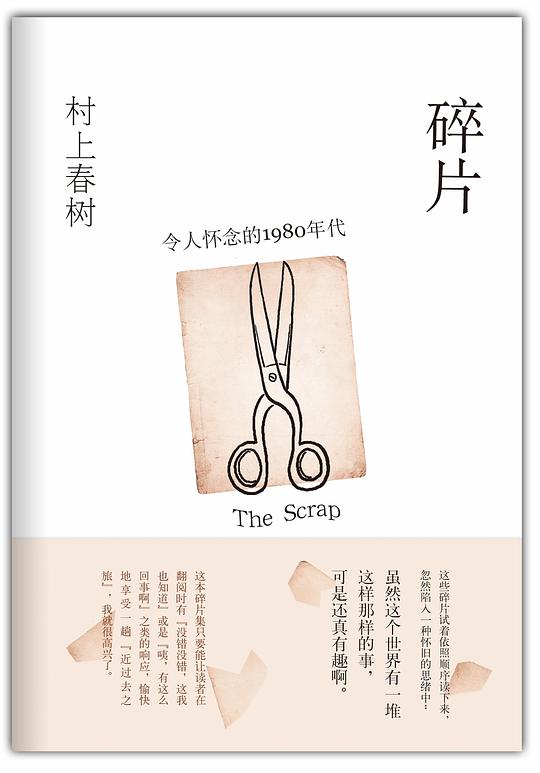 碎片
村上春树
令人怀念的1980年代
The Scrap
这些碎片试着依照顺序读下来，
忽然陷入一种怀旧的思绪中：
虽然这个世界有一堆
这样那样的事，
可是还真有趣啊。
这本碎片集只要能让读者在
翻阅时有『没错没错，这我
也知道』或是『咦，有这么
回事啊』之类的响应，愉快
地享受一趟『近过去之
旅』，我就很高兴了。